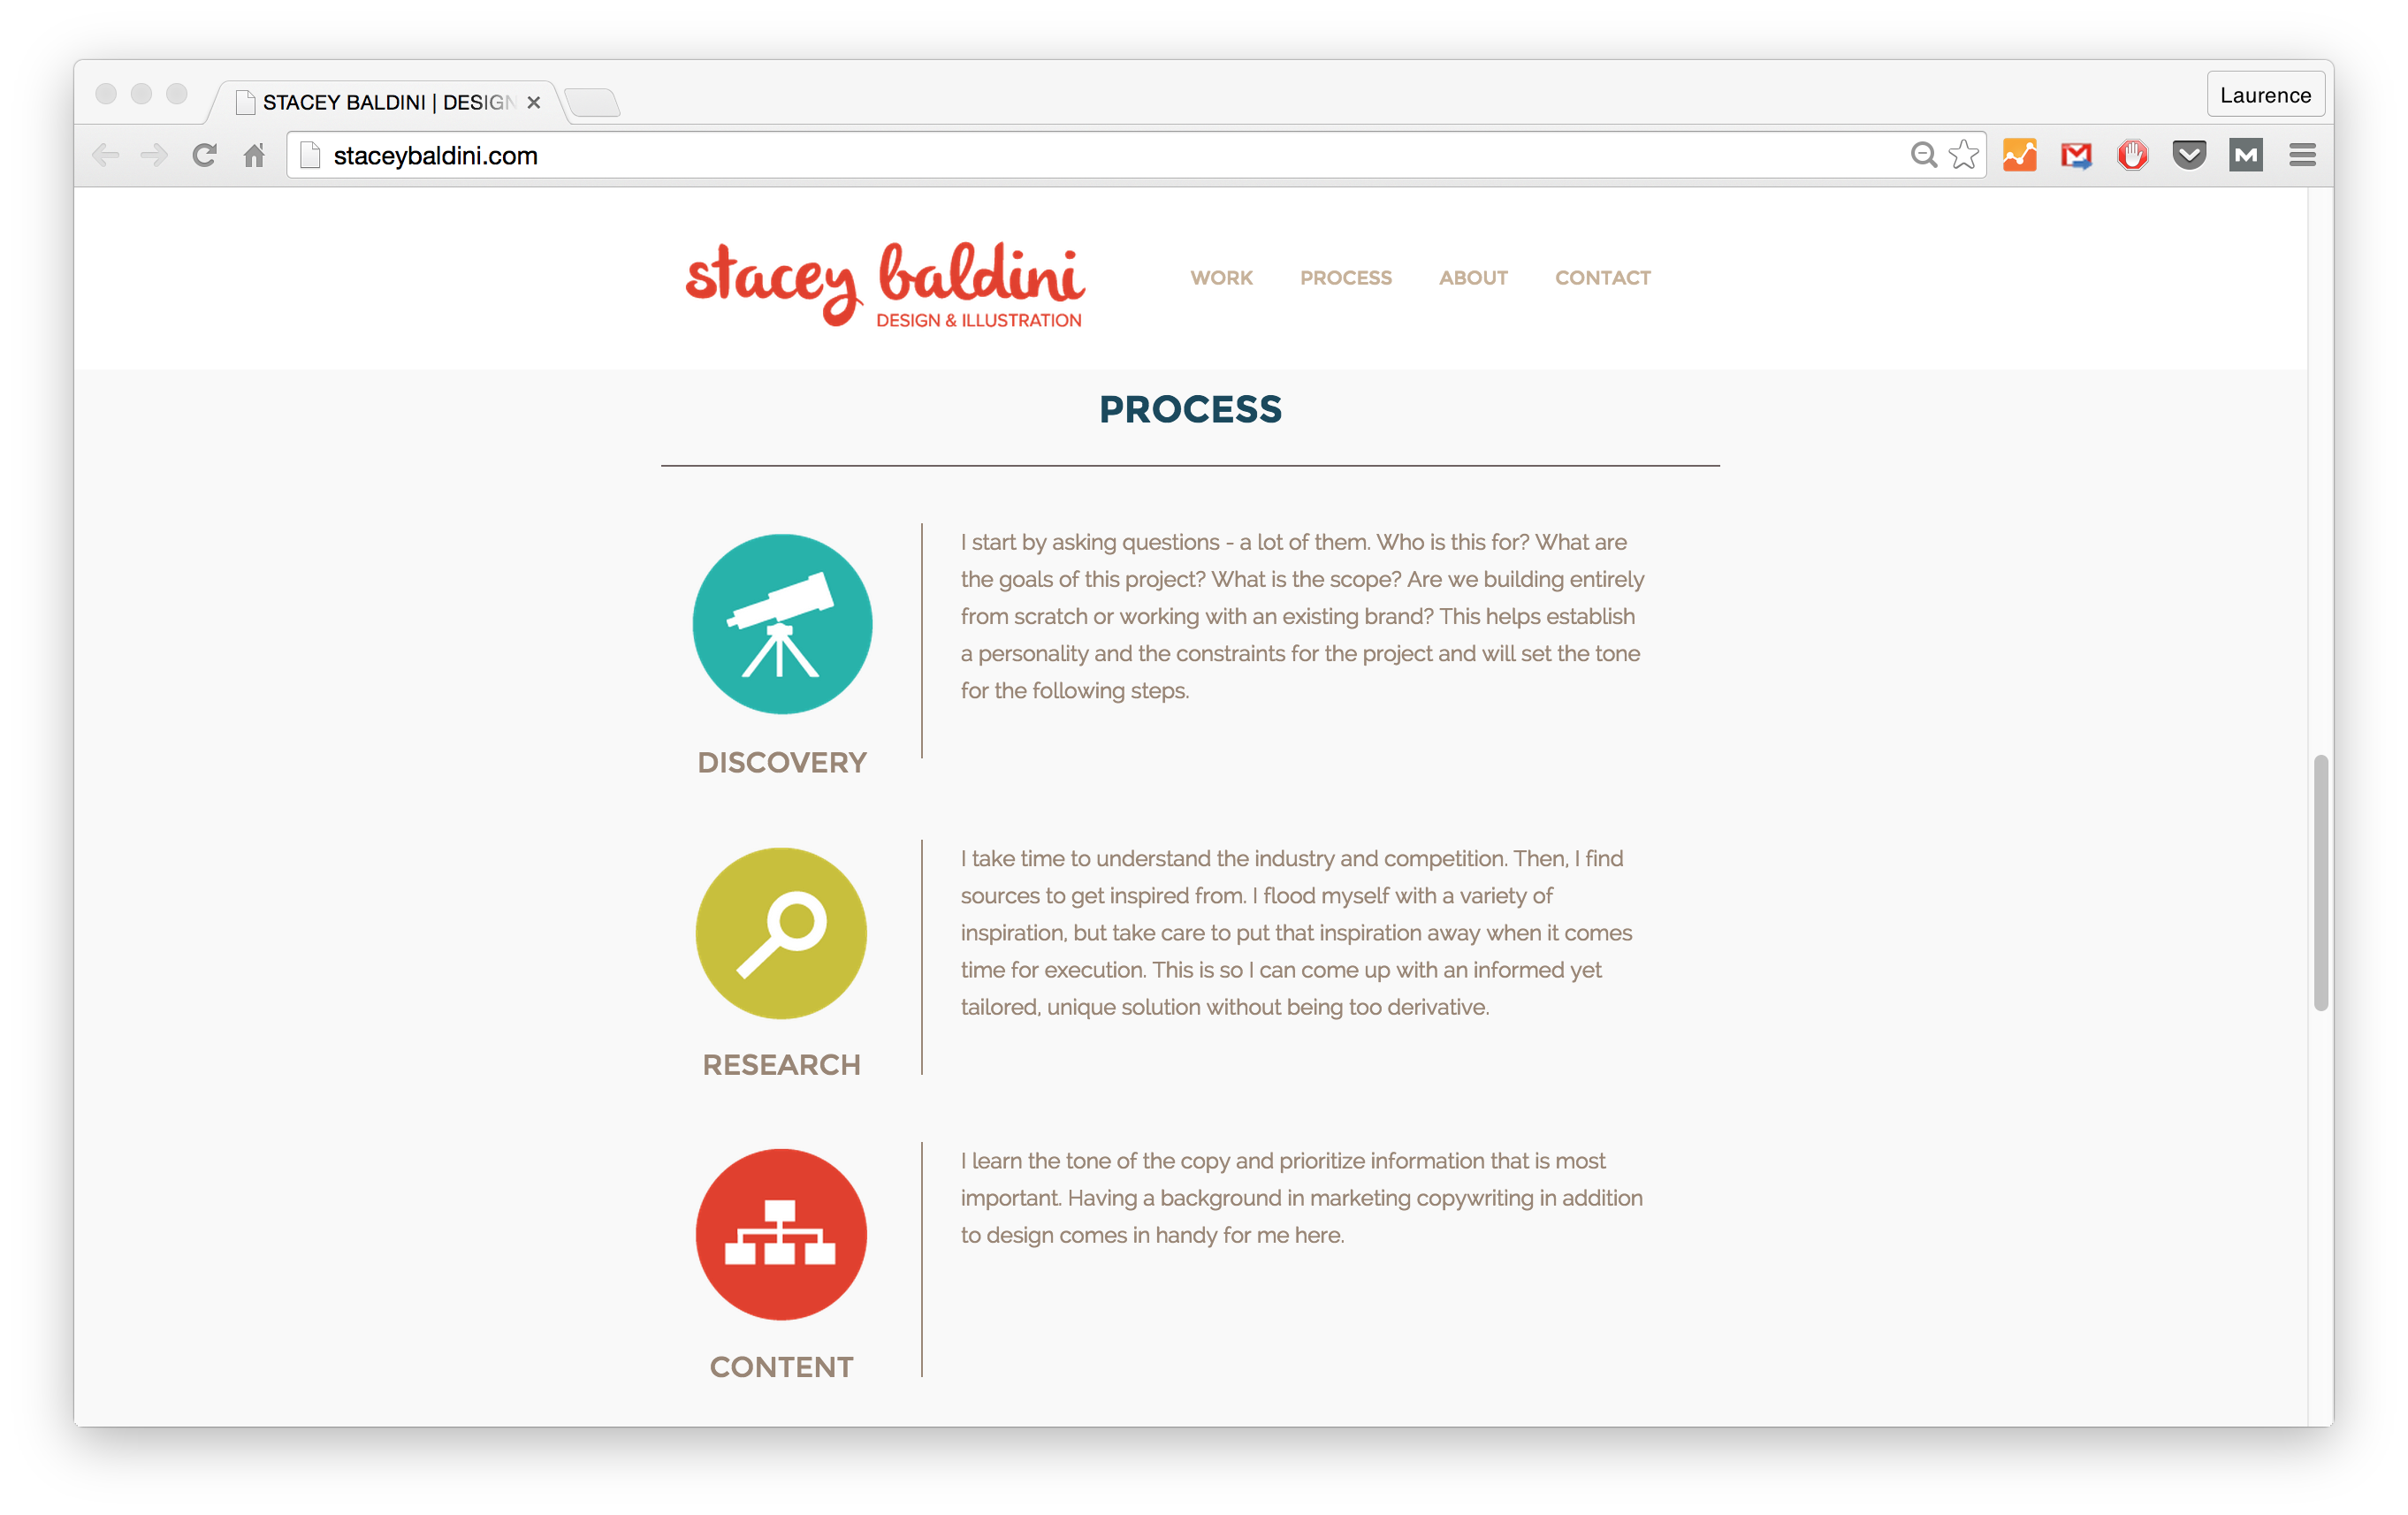 STACEY BALDINI | DESIGN
Laurence
staceybaldini.com
stacey baldini
DESIGN & ILLUSTRATION
WORK PROCESS ABOUT CONTACT
PROCESS
I start by asking questions - a lot of them. Who is this for? What are
the goals of this project? What is the scope? Are we building entirely
from scratch or working with an existing brand? This helps establish
a personality and the constraints for the project and will set the tone
for the following steps.
DISCOVERY
I take time to understand the industry and competition. Then, I find
sources to get inspired from. I flood myself with a variety of
inspiration, but take care to put that inspiration away when it comes
time for execution. This is so I can come up with an informed yet
tailored, unique solution without being too derivative.
RESEARCH
I learn the tone of the copy and prioritize information that is most
important. Having a background in marketing copywriting in addition
to design comes in handy for me here.
CONTENT